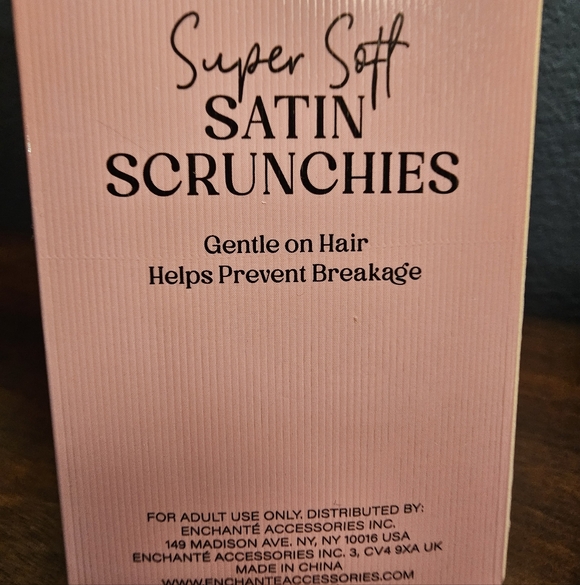 Super Soft
SATIN
SCRUNCHIES
Gentle on Hair
Helps Prevent Breakage
FOR ADULT USE ONLY. DISTRIBUTED BY:
ENCHANTÉ ACCESSORIES INC.
149 MADISON AVE. NY, NY 10016 USA
ENCHANTÉ ACCESSORIES INC. 3, CV4 9XA UK
MADE IN CHINA
WWW.ENCHANTEACCESSORIES.COM